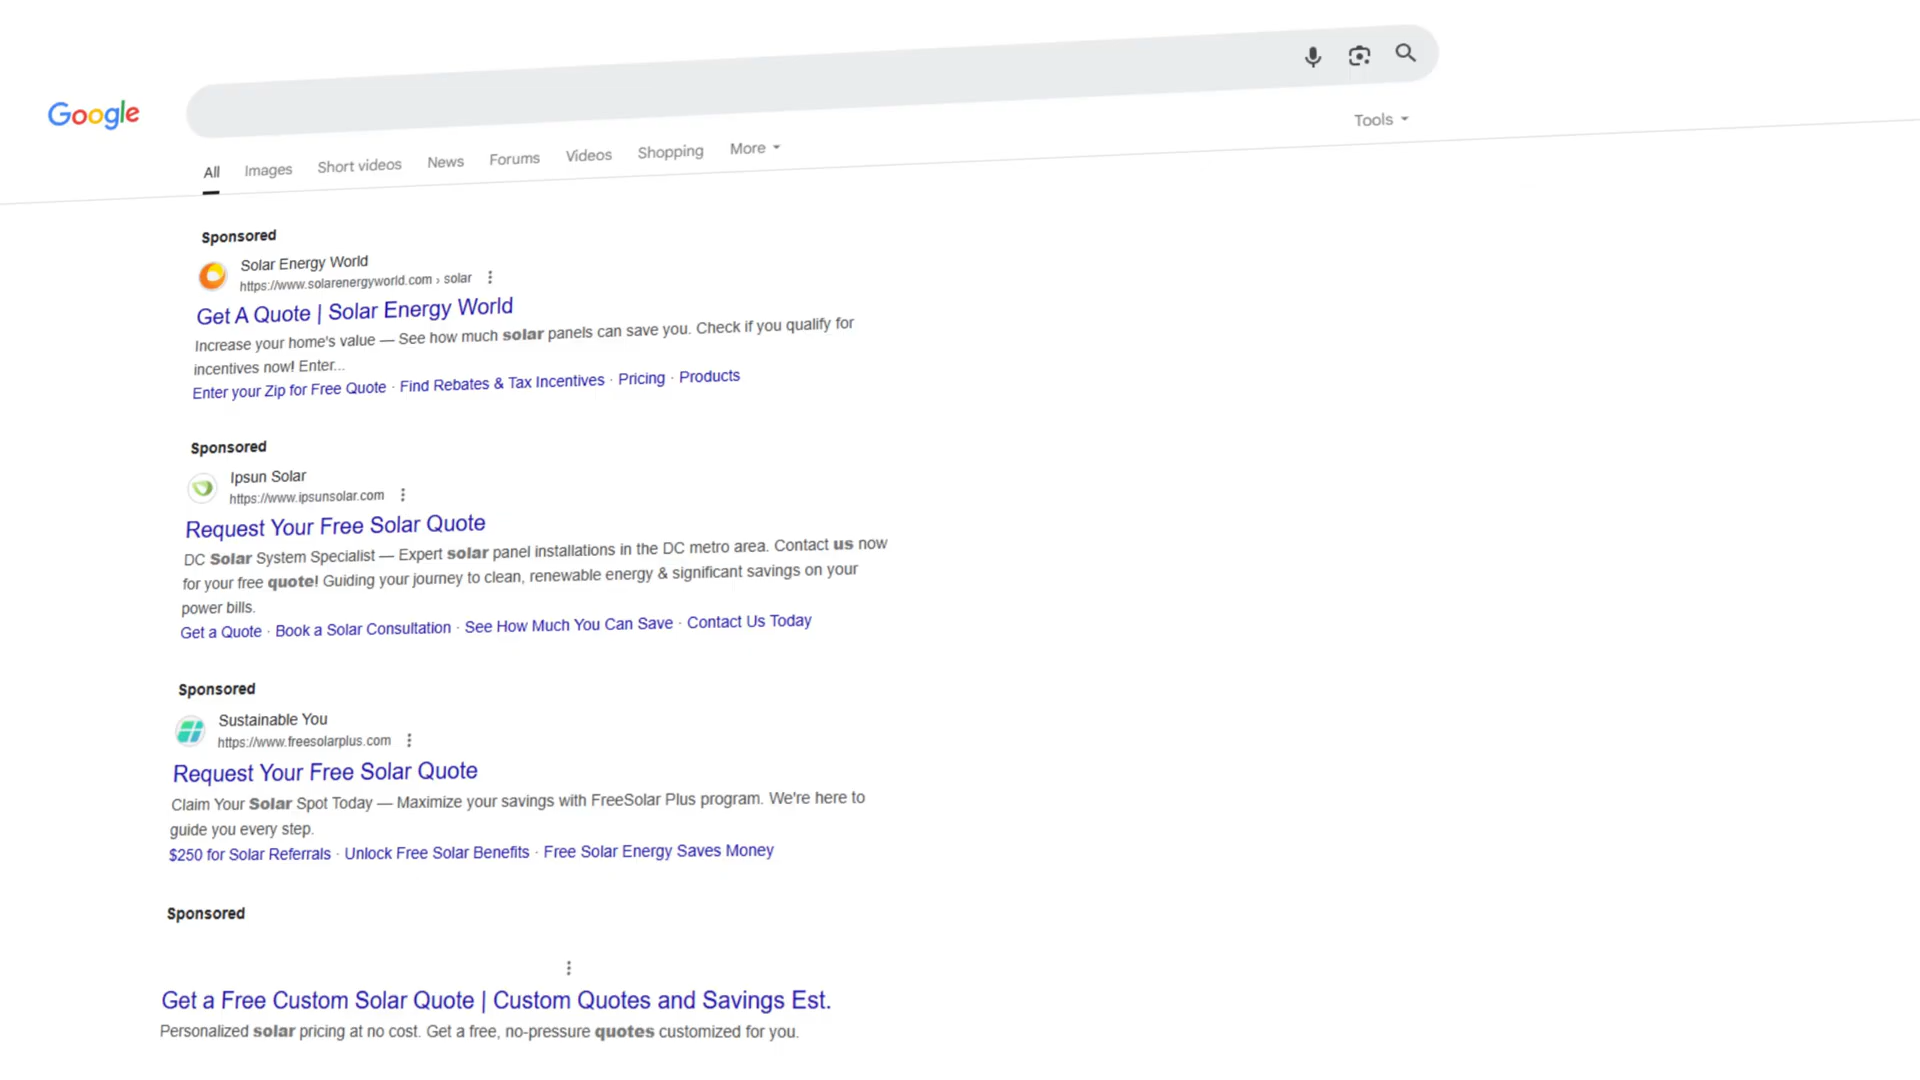 Google
All Images Short videos News Forums Videos Shopping More Tools
Sponsored
Solar Energy World
https://www.solarenergyworld.com › solar
Get A Quote | Solar Energy World
Increase your home's value — See how much solar panels can save you. Check if you qualify for
incentives now! Enter...
Enter your Zip for Free Quote · Find Rebates & Tax Incentives · Pricing · Products
Sponsored
Ipsun Solar
https://www.ipsunsolar.com
Request Your Free Solar Quote
DC Solar System Specialist — Expert solar panel installations in the DC metro area. Contact us now
for your free quote! Guiding your journey to clean, renewable energy & significant savings on your
power bills.
Get a Quote · Book a Solar Consultation · See How Much You Can Save · Contact Us Today
Sponsored
Sustainable You
https://www.freesolarplus.com
Request Your Free Solar Quote
Claim Your Solar Spot Today — Maximize your savings with FreeSolar Plus program. We're here to
guide you every step.
$250 for Solar Referrals · Unlock Free Solar Benefits · Free Solar Energy Saves Money
Sponsored
Get a Free Custom Solar Quote | Custom Quotes and Savings Est.
Personalized solar pricing at no cost. Get a free, no-pressure quotes customized for you.